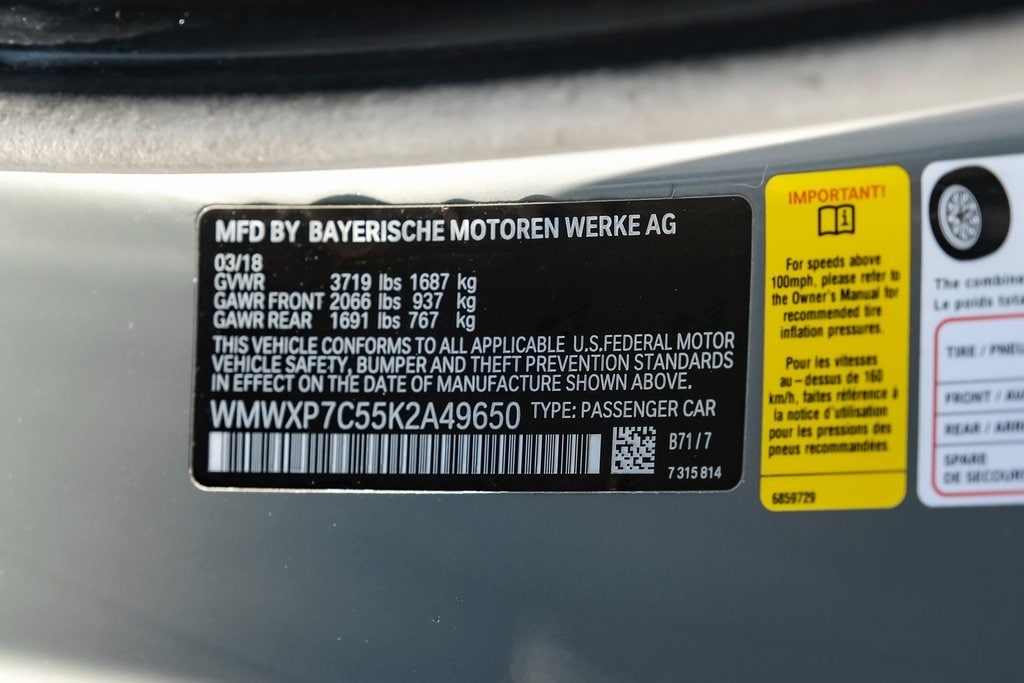 MFD BY BAYERISCHE MOTOREN WERKE AG
03/18
GVWR 3719 lbs 1687 kg
GAWR FRONT 2066 lbs 937 kg
GAWR REAR 1691 lbs 767 kg
THIS VEHICLE CONFORMS TO ALL APPLICABLE U.S.FEDERAL MOTOR
VEHICLE SAFETY, BUMPER AND THEFT PREVENTION STANDARDS
IN EFFECT ON THE DATE OF MANUFACTURE SHOWN ABOVE.
WMWXP7C55K2A49650 TYPE: PASSENGER CAR
B71/7
7 315 814
IMPORTANT!
For speeds above
100mph, please refer to
the Owner's Manual for
recommended tire
inflation pressures.
Pour les vitesses
au – dessus de 160
km/h, faites référence à
la notice d'utilisation
pour les pressions des
pneus recommandées
6859729
The combine
Le poids tota
TIRE / PNEU
FRONT / AV
REAR / ARR
SPARE
DE SECOURS